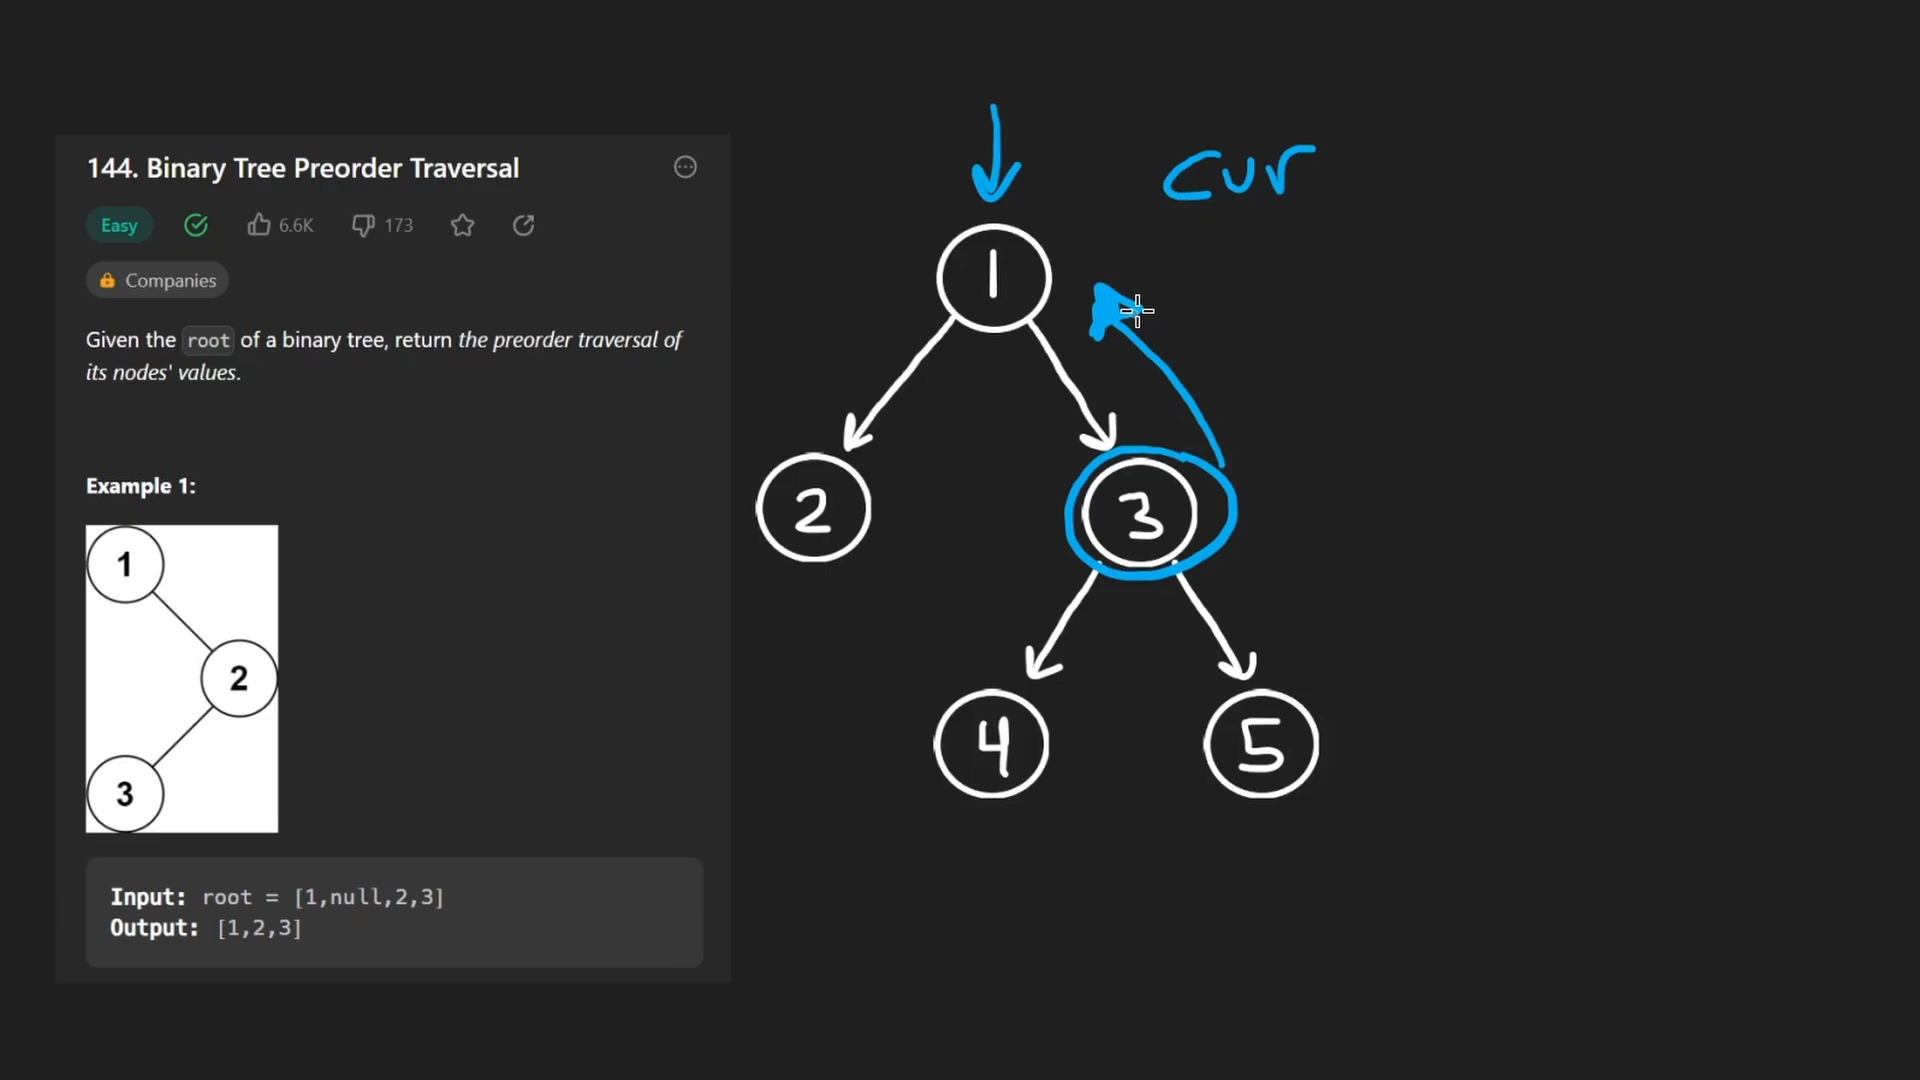 144. Binary Tree Preorder Traversal
Easy 6.6K 173
Companies
Given the root of a binary tree, return the preorder traversal of
its nodes' values.
Example 1:
1
2
3
Input: root = [1,null,2,3]
Output: [1,2,3]
cur
1
2 3
4 5